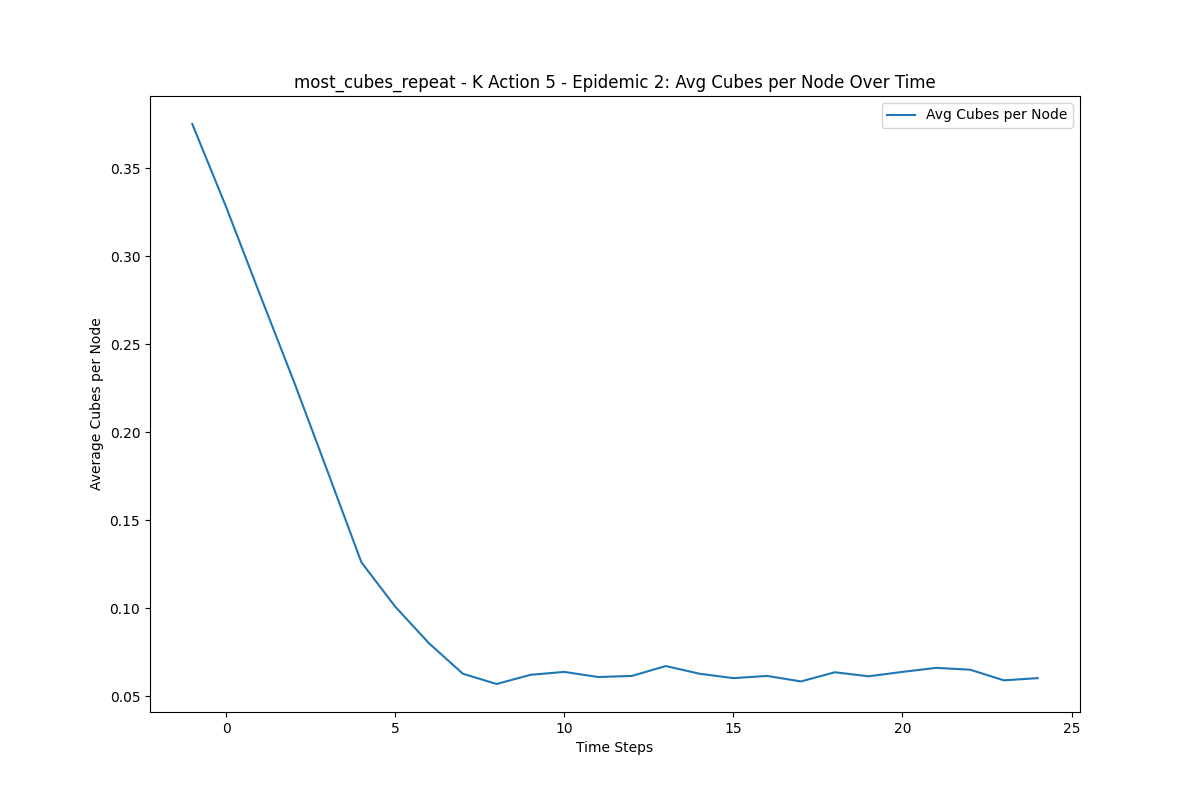 most_cubes_repeat - K Action 5 - Epidemic 2: Avg Cubes per Node Over Time
Avg Cubes per Node
0.35
0.30
0.25
0.20
0.15
0.10
0.05
Average Cubes per Node
0 5 10 15 20 25
Time Steps